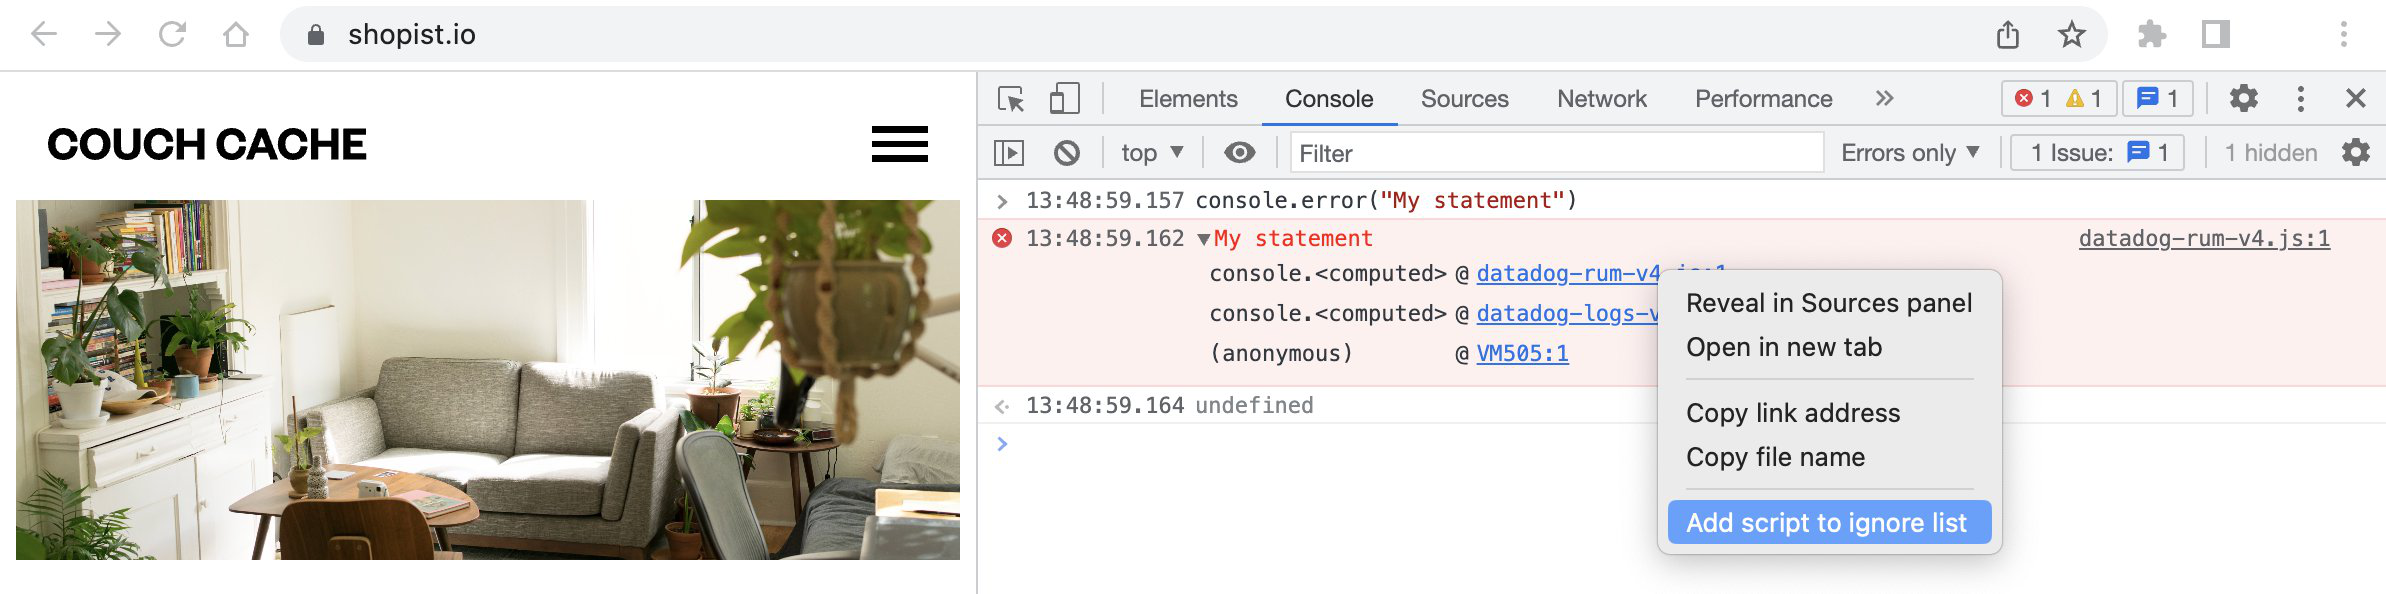 shopist.io
COUCH CACHE
Elements Console Sources Network Performance 1 1 1
top Filter Errors only 1 Issue: 1 1 hidden
13:48:59.157 console.error("My statement")
13:48:59.162 My statement datadog-rum-v4.js:1
console.<computed> @ datadog-rum-v4.js:1
console.<computed> @ datadog-logs-v
(anonymous) @ VM505:1
13:48:59.164 undefined
Reveal in Sources panel
Open in new tab
Copy link address
Copy file name
Add script to ignore list